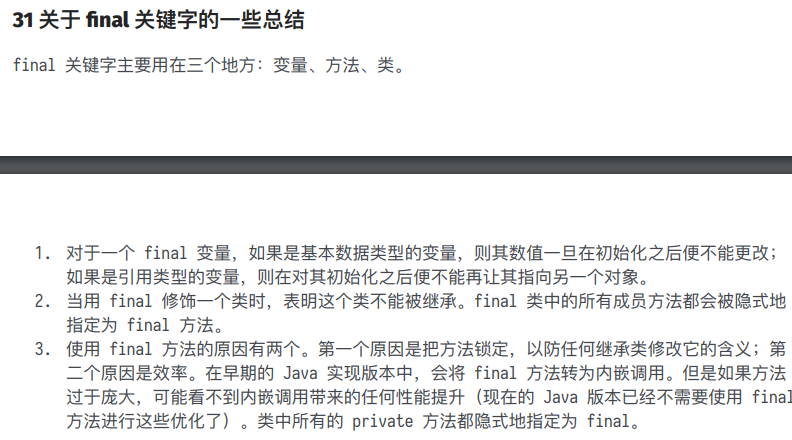 31 关于 final 关键字的一些总结
final 关键字主要用在三个地方：变量、方法、类。
1. 对于一个 final 变量，如果是基本数据类型的变量，则其数值一旦在初始化之后便不能更改；
如果是引用类型的变量，则在对其初始化之后便不能再让其指向另一个对象。
2. 当用 final 修饰一个类时，表明这个类不能被继承。final 类中的所有成员方法都会被隐式地
指定为 final 方法。
3. 使用 final 方法的原因有两个。第一个原因是把方法锁定，以防任何继承类修改它的含义；第
二个原因是效率。在早期的 Java 实现版本中，会将 final 方法转为内嵌调用。但是如果方法
过于庞大，可能看不到内嵌调用带来的任何性能提升（现在的 Java 版本已经不需要使用 final
方法进行这些优化了）。类中所有的 private 方法都隐式地指定为 final。